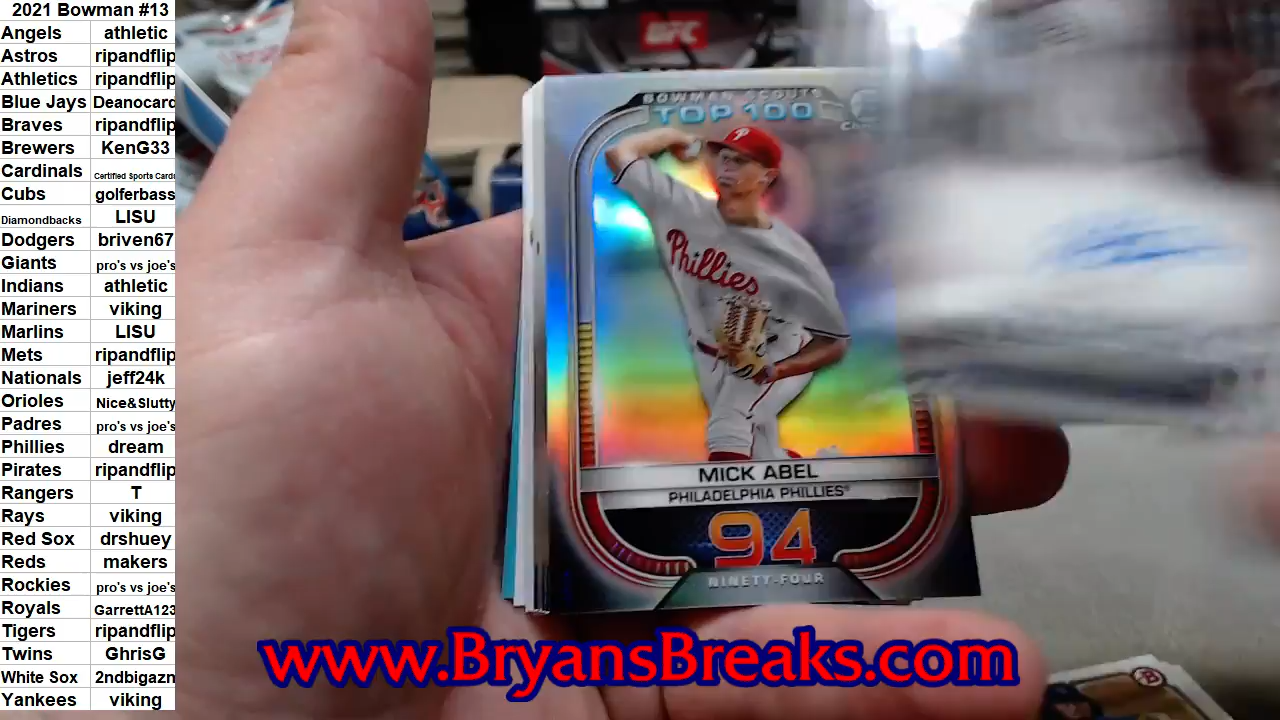 2021 Bowman #13
Angels athletic
Astros ripandflip
Athletics ripandflip
Blue Jays Deanocard
Braves ripandflip
Brewers KenG33
Cardinals Certified Sports Cards
Cubs golferbass
Diamondbacks LISU
Dodgers briven67
Giants pro's vs joe's
Indians athletic
Mariners viking
Marlins LISU
Mets ripandflip
Nationals jeff24k
Orioles Nice&Slutty
Padres pro's vs joe's
Phillies dream
Pirates ripandflip
Rangers T
Rays viking
Red Sox drshuey
Reds makers
Rockies pro's vs joe's
Royals GarrettA123
Tigers ripandflip
Twins GhrisG
White Sox 2ndbigazn
Yankees viking
UFC
BOWMAN SCOUTS
TOP 100
P
Phillies
MICK ABEL
PHILADELPHIA PHILLIES
94
NINETY-FOUR
www.BryansBreaks.com